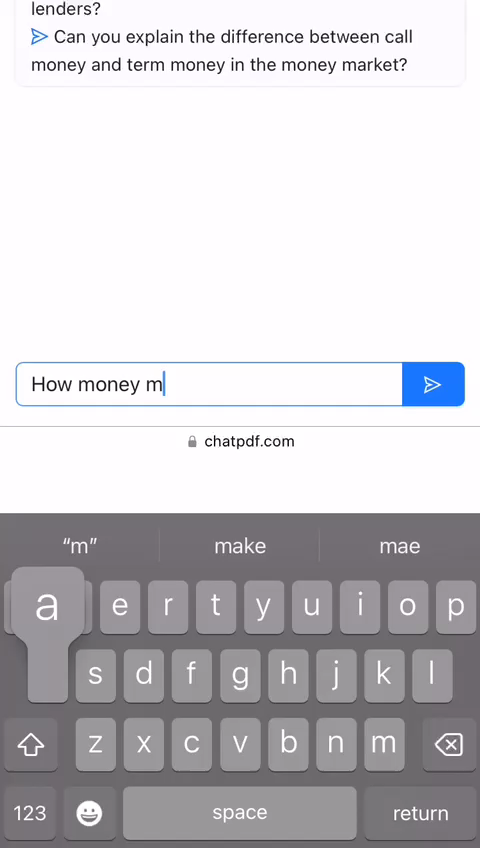 lenders?
Can you explain the difference between call
money and term money in the money market?
How money m
chatpdf.com
“m” make mae
a e r t y u i o p
s d f g h j k l
z x c v b n m
123 space return